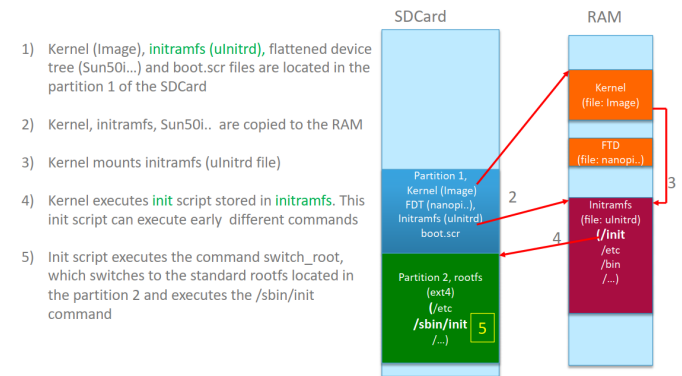 SDCard
RAM
1) Kernel (Image), initramfs (uInitrd), flattened device
tree (Sun50i...) and boot.scr files are located in the
partition 1 of the SDCard
2) Kernel, initramfs, Sun50i.. are copied to the RAM
3) Kernel mounts initramfs (uInitrd file)
4) Kernel executes init script stored in initramfs. This
init script can execute early different commands
5) Init script executes the command switch_root,
which switches to the standard rootfs located in
the partition 2 and executes the /sbin/init
command
Partition 1,
Kernel (Image)
FDT (nanopi..),
Initramfs (uInitrd)
boot.scr
Partition 2, rootfs
(ext4)
(/etc
/sbin/init
/...)
5
2
4
Kernel
(file: Image)
FTD
(file: nanopi..)
Initramfs
(file: uInitrd)
(/init
/etc
/bin
/...)
3